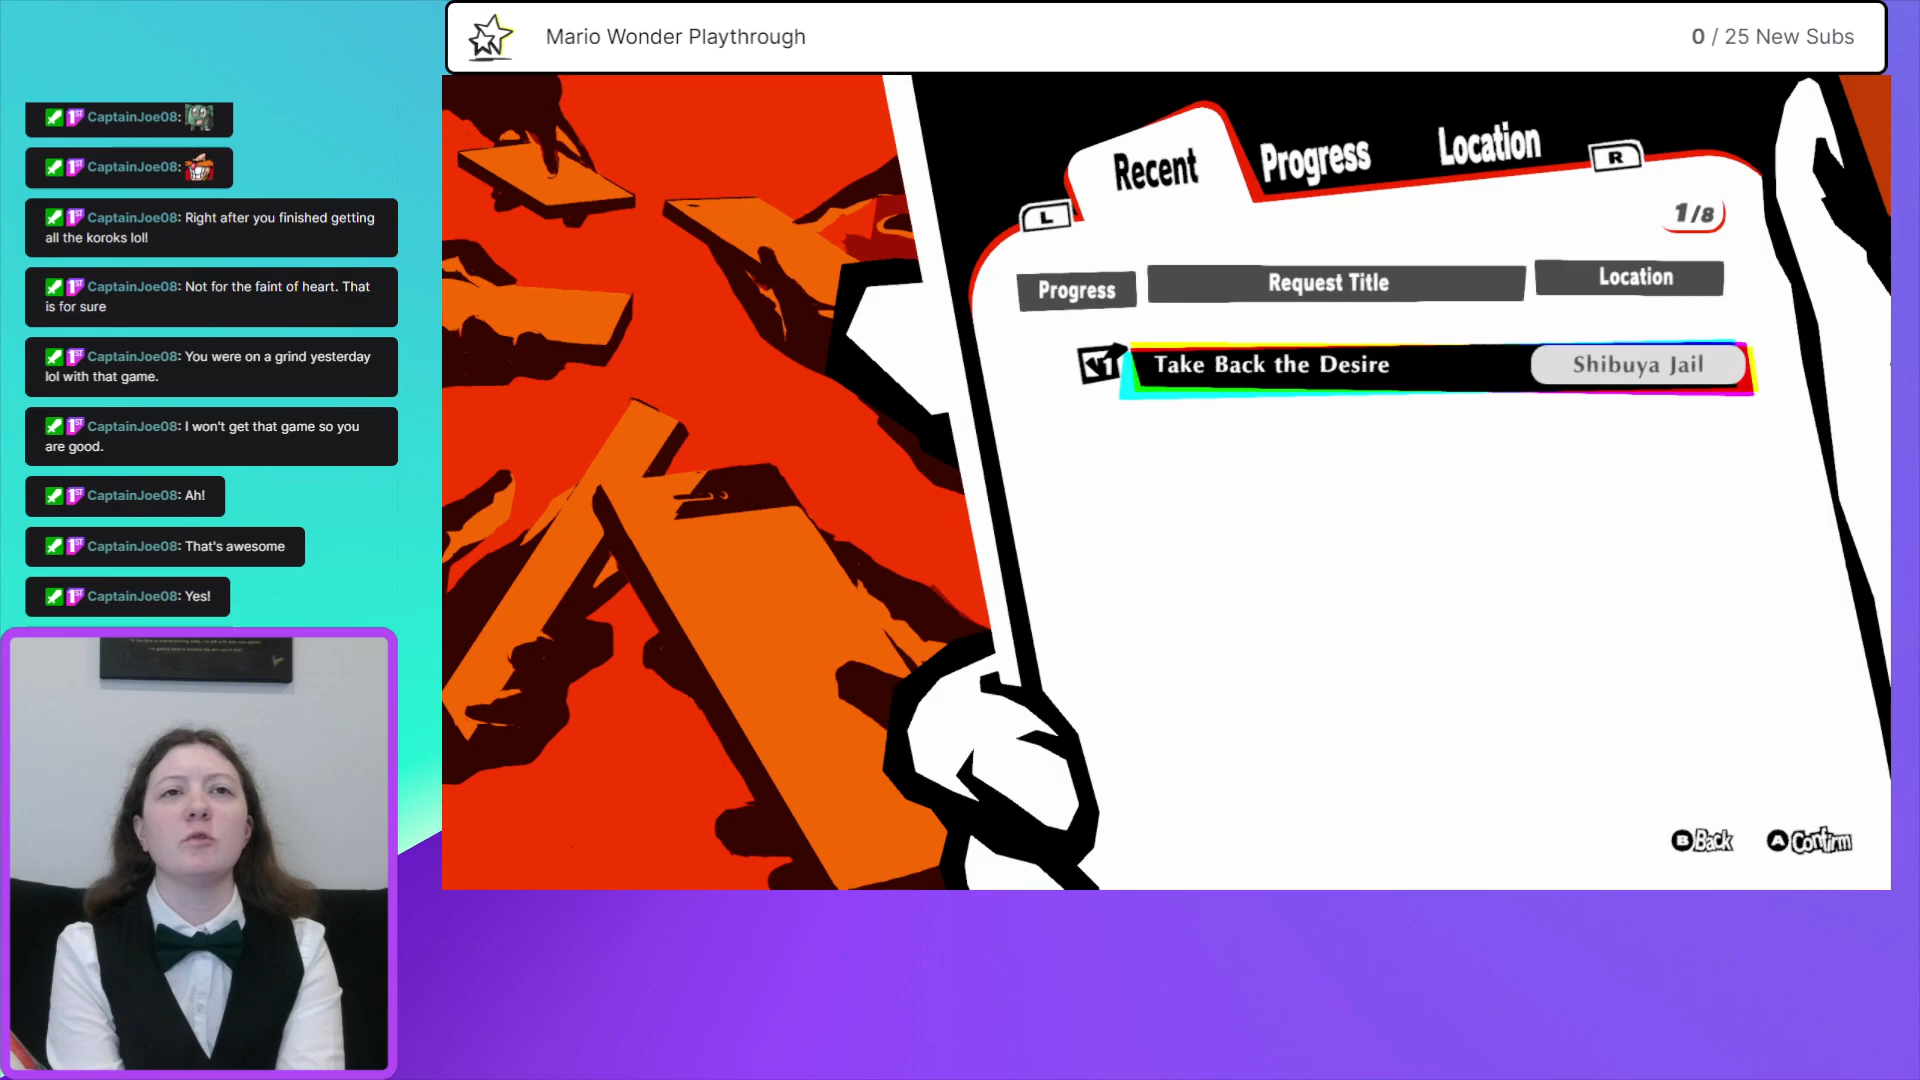 Mario Wonder Playthrough
0 / 25 New Subs
CaptainJoe08:
CaptainJoe08:
CaptainJoe08: Right after you finished getting
all the koroks lol!
CaptainJoe08: Not for the faint of heart. That
is for sure
CaptainJoe08: You were on a grind yesterday
lol with that game.
CaptainJoe08: I won't get that game so you
are good.
CaptainJoe08: Ah!
CaptainJoe08: That's awesome
CaptainJoe08: Yes!
L
Recent
Progress
Location
R
1/8
Progress
Request Title
Location
Take Back the Desire
Shibuya Jail
B Back
A Confirm